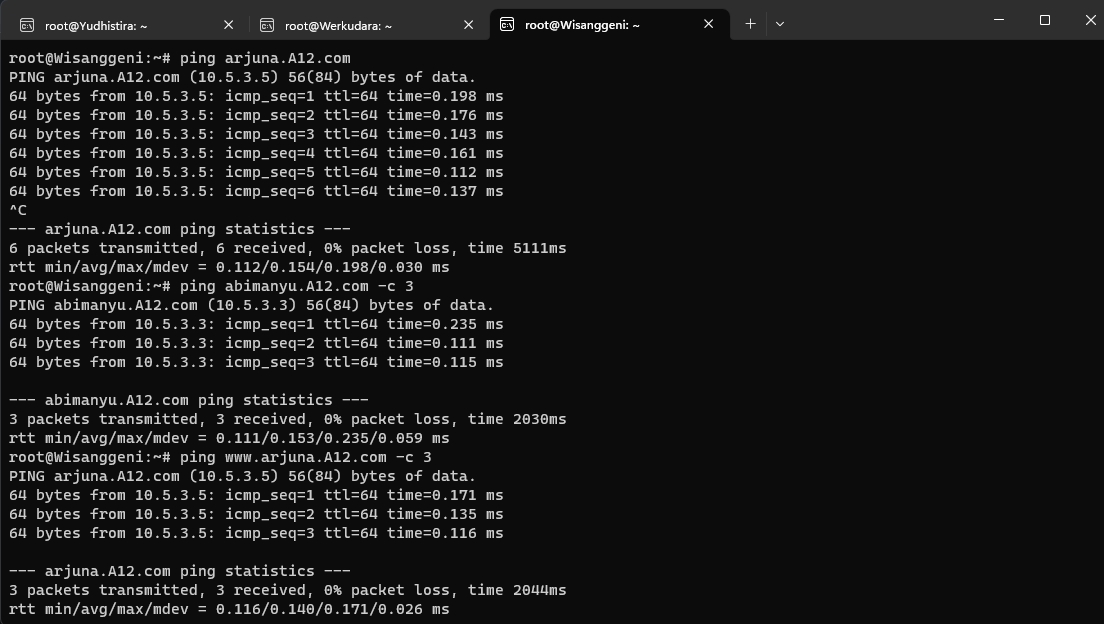 root@Yudhistira: ~
root@Werkudara: ~
root@Wisanggeni: ~
root@Wisanggeni:~# ping arjuna.A12.com
PING arjuna.A12.com (10.5.3.5) 56(84) bytes of data.
64 bytes from 10.5.3.5: icmp_seq=1 ttl=64 time=0.198 ms
64 bytes from 10.5.3.5: icmp_seq=2 ttl=64 time=0.176 ms
64 bytes from 10.5.3.5: icmp_seq=3 ttl=64 time=0.143 ms
64 bytes from 10.5.3.5: icmp_seq=4 ttl=64 time=0.161 ms
64 bytes from 10.5.3.5: icmp_seq=5 ttl=64 time=0.112 ms
64 bytes from 10.5.3.5: icmp_seq=6 ttl=64 time=0.137 ms
^C
--- arjuna.A12.com ping statistics ---
6 packets transmitted, 6 received, 0% packet loss, time 5111ms
rtt min/avg/max/mdev = 0.112/0.154/0.198/0.030 ms
root@Wisanggeni:~# ping abimanyu.A12.com -c 3
PING abimanyu.A12.com (10.5.3.3) 56(84) bytes of data.
64 bytes from 10.5.3.3: icmp_seq=1 ttl=64 time=0.235 ms
64 bytes from 10.5.3.3: icmp_seq=2 ttl=64 time=0.111 ms
64 bytes from 10.5.3.3: icmp_seq=3 ttl=64 time=0.115 ms
--- abimanyu.A12.com ping statistics ---
3 packets transmitted, 3 received, 0% packet loss, time 2030ms
rtt min/avg/max/mdev = 0.111/0.153/0.235/0.059 ms
root@Wisanggeni:~# ping www.arjuna.A12.com -c 3
PING arjuna.A12.com (10.5.3.5) 56(84) bytes of data.
64 bytes from 10.5.3.5: icmp_seq=1 ttl=64 time=0.171 ms
64 bytes from 10.5.3.5: icmp_seq=2 ttl=64 time=0.135 ms
64 bytes from 10.5.3.5: icmp_seq=3 ttl=64 time=0.116 ms
--- arjuna.A12.com ping statistics ---
3 packets transmitted, 3 received, 0% packet loss, time 2044ms
rtt min/avg/max/mdev = 0.116/0.140/0.171/0.026 ms